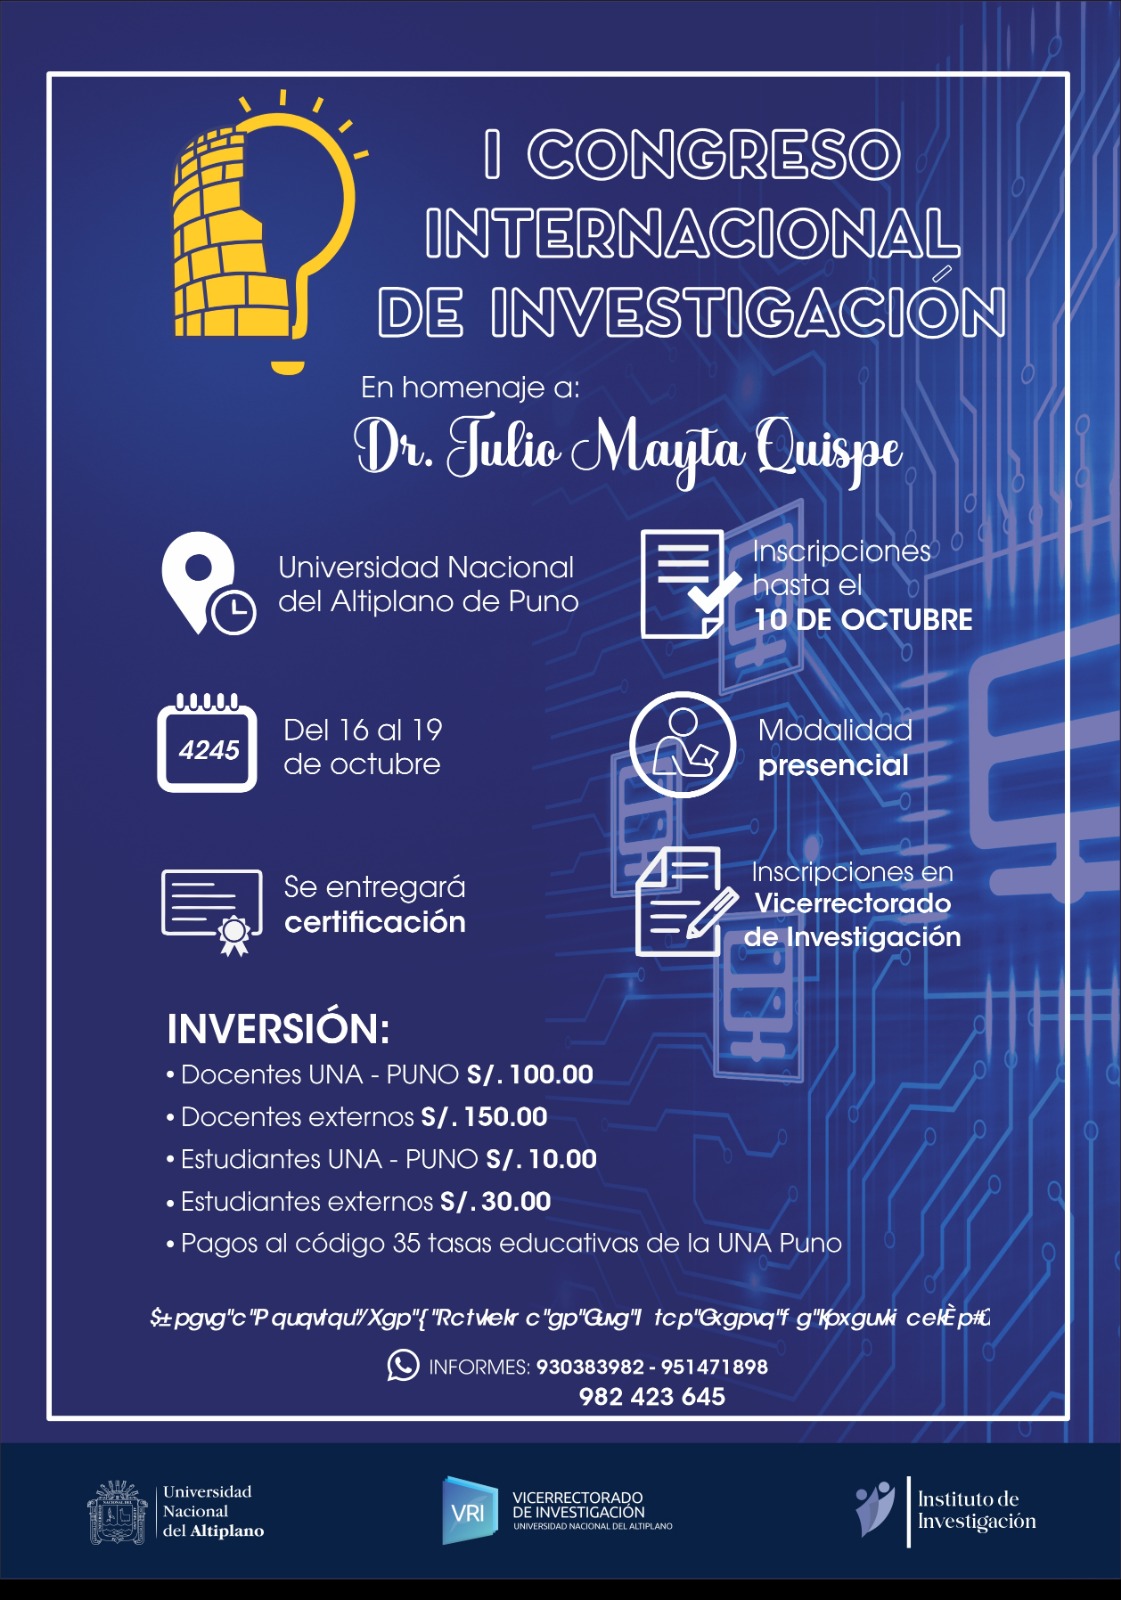 I CONGRESO
INTERNACIONAL
DE INVESTIGACIÓN
En homenaje a:
Dr. Julio Mayta Quispe
Universidad Nacional
del Altiplano de Puno
Inscripciones
hasta el
10 DE OCTUBRE
4245
Del 16 al 19
de octubre
Modalidad
presencial
Se entregará
certificación
Inscripciones en
Vicerrectorado
de Investigación
INVERSIÓN:
• Docentes UNA - PUNO S/. 100.00
• Docentes externos S/. 150.00
• Estudiantes UNA - PUNO S/. 10.00
• Estudiantes externos S/. 30.00
• Pagos al código 35 tasas educativas de la UNA Puno
INFORMES: 930383982 - 951471898
982 423 645
Universidad
Nacional
del Altiplano
VRI
VICERRECTORADO
DE INVESTIGACIÓN
UNIVERSIDAD NACIONAL DEL ALTIPLANO
Instituto de
Investigación